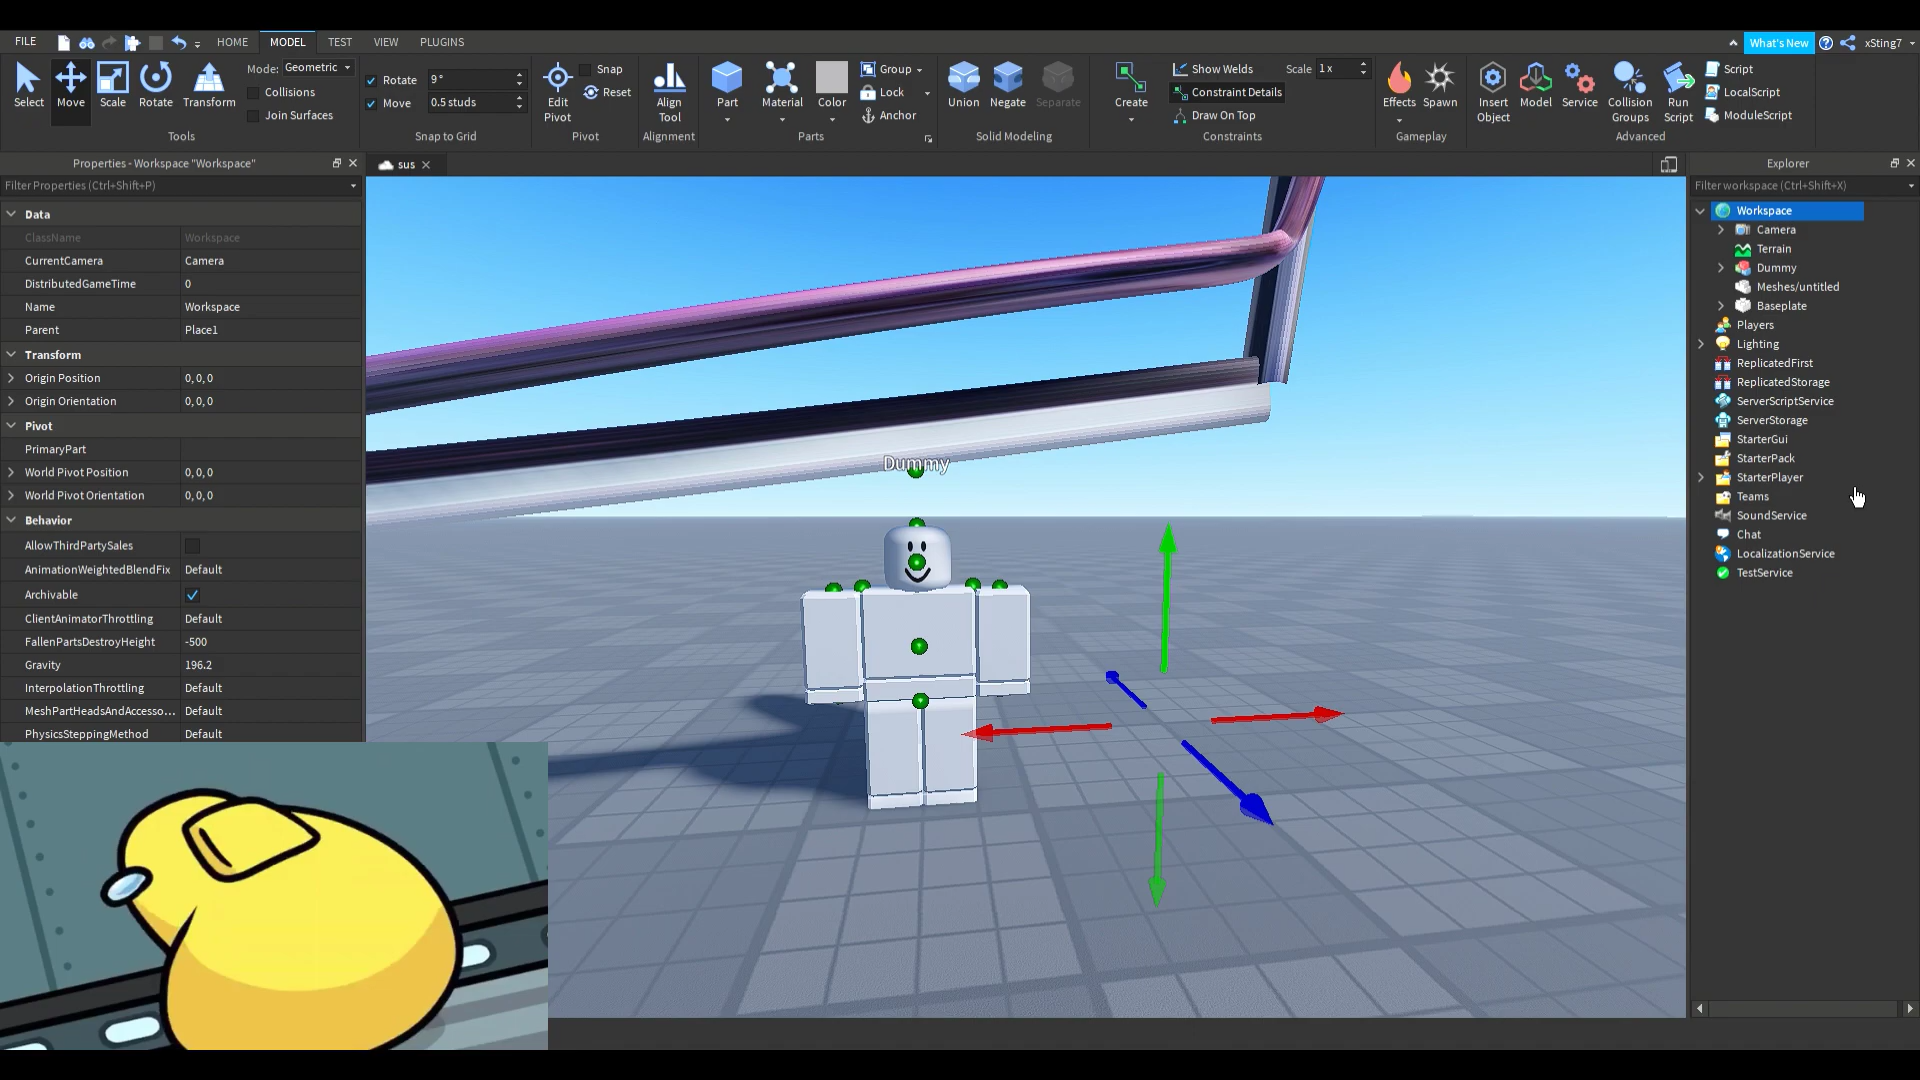 FILE HOME MODEL TEST VIEW PLUGINS What's New xSting7
Select Move Scale Rotate Transform
Mode: Geometric
Collisions
Join Surfaces
Tools
Rotate 9°
Move 0.5 studs
Snap to Grid
Edit Pivot
Snap
Reset
Pivot
Align Tool
Alignment
Part Material Color
Group
Lock
Anchor
Parts
Union Negate Separate
Solid Modeling
Create
Show Welds Scale 1 x
Constraint Details
Draw On Top
Constraints
Effects Spawn
Gameplay
Insert Object Model Service Collision Groups Run Script
Script
LocalScript
ModuleScript
Advanced
Properties - Workspace "Workspace"
Filter Properties (Ctrl+Shift+P)
Data
ClassName Workspace
CurrentCamera Camera
DistributedGameTime 0
Name Workspace
Parent Place1
Transform
Origin Position 0, 0, 0
Origin Orientation 0, 0, 0
Pivot
PrimaryPart
World Pivot Position 0, 0, 0
World Pivot Orientation 0, 0, 0
Behavior
AllowThirdPartySales
AnimationWeightedBlendFix Default
Archivable
ClientAnimatorThrottling Default
FallenPartsDestroyHeight -500
Gravity 196.2
InterpolationThrottling Default
MeshPartHeadsAndAccesso... Default
PhysicsSteppingMethod Default
sus
Dummy
Explorer
Filter workspace (Ctrl+Shift+X)
Workspace
Camera
Terrain
Dummy
Meshes/untitled
Baseplate
Players
Lighting
ReplicatedFirst
ReplicatedStorage
ServerScriptService
ServerStorage
StarterGui
StarterPack
StarterPlayer
Teams
SoundService
Chat
LocalizationService
TestService